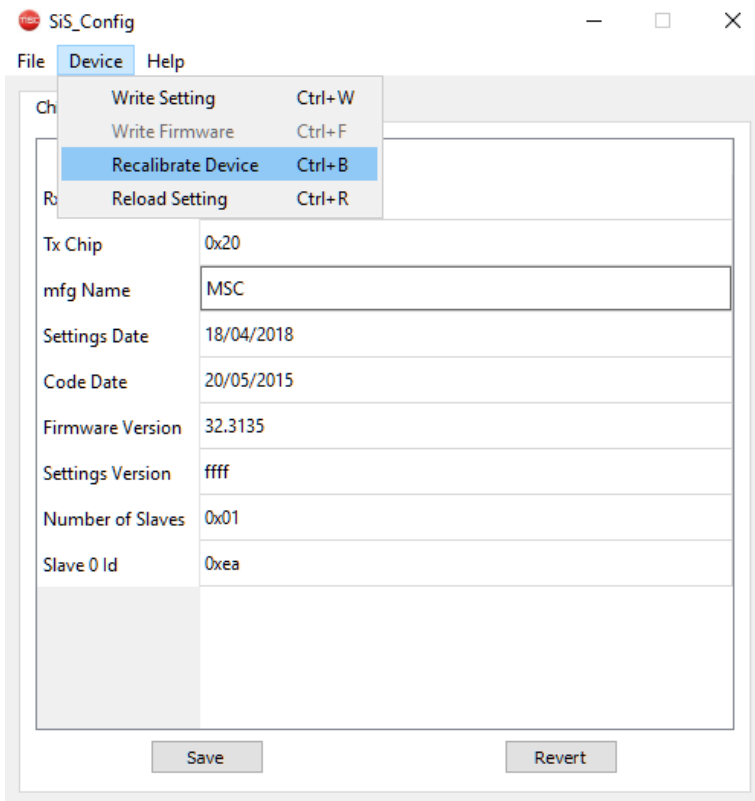 SiS_Config
File Device Help
Write Setting Ctrl+W
Write Firmware Ctrl+F
Recalibrate Device Ctrl+B
Reload Setting Ctrl+R
Tx Chip 0x20
mfg Name MSC
Settings Date 18/04/2018
Code Date 20/05/2015
Firmware Version 32.3135
Settings Version ffff
Number of Slaves 0x01
Slave 0 Id 0xea
Save Revert